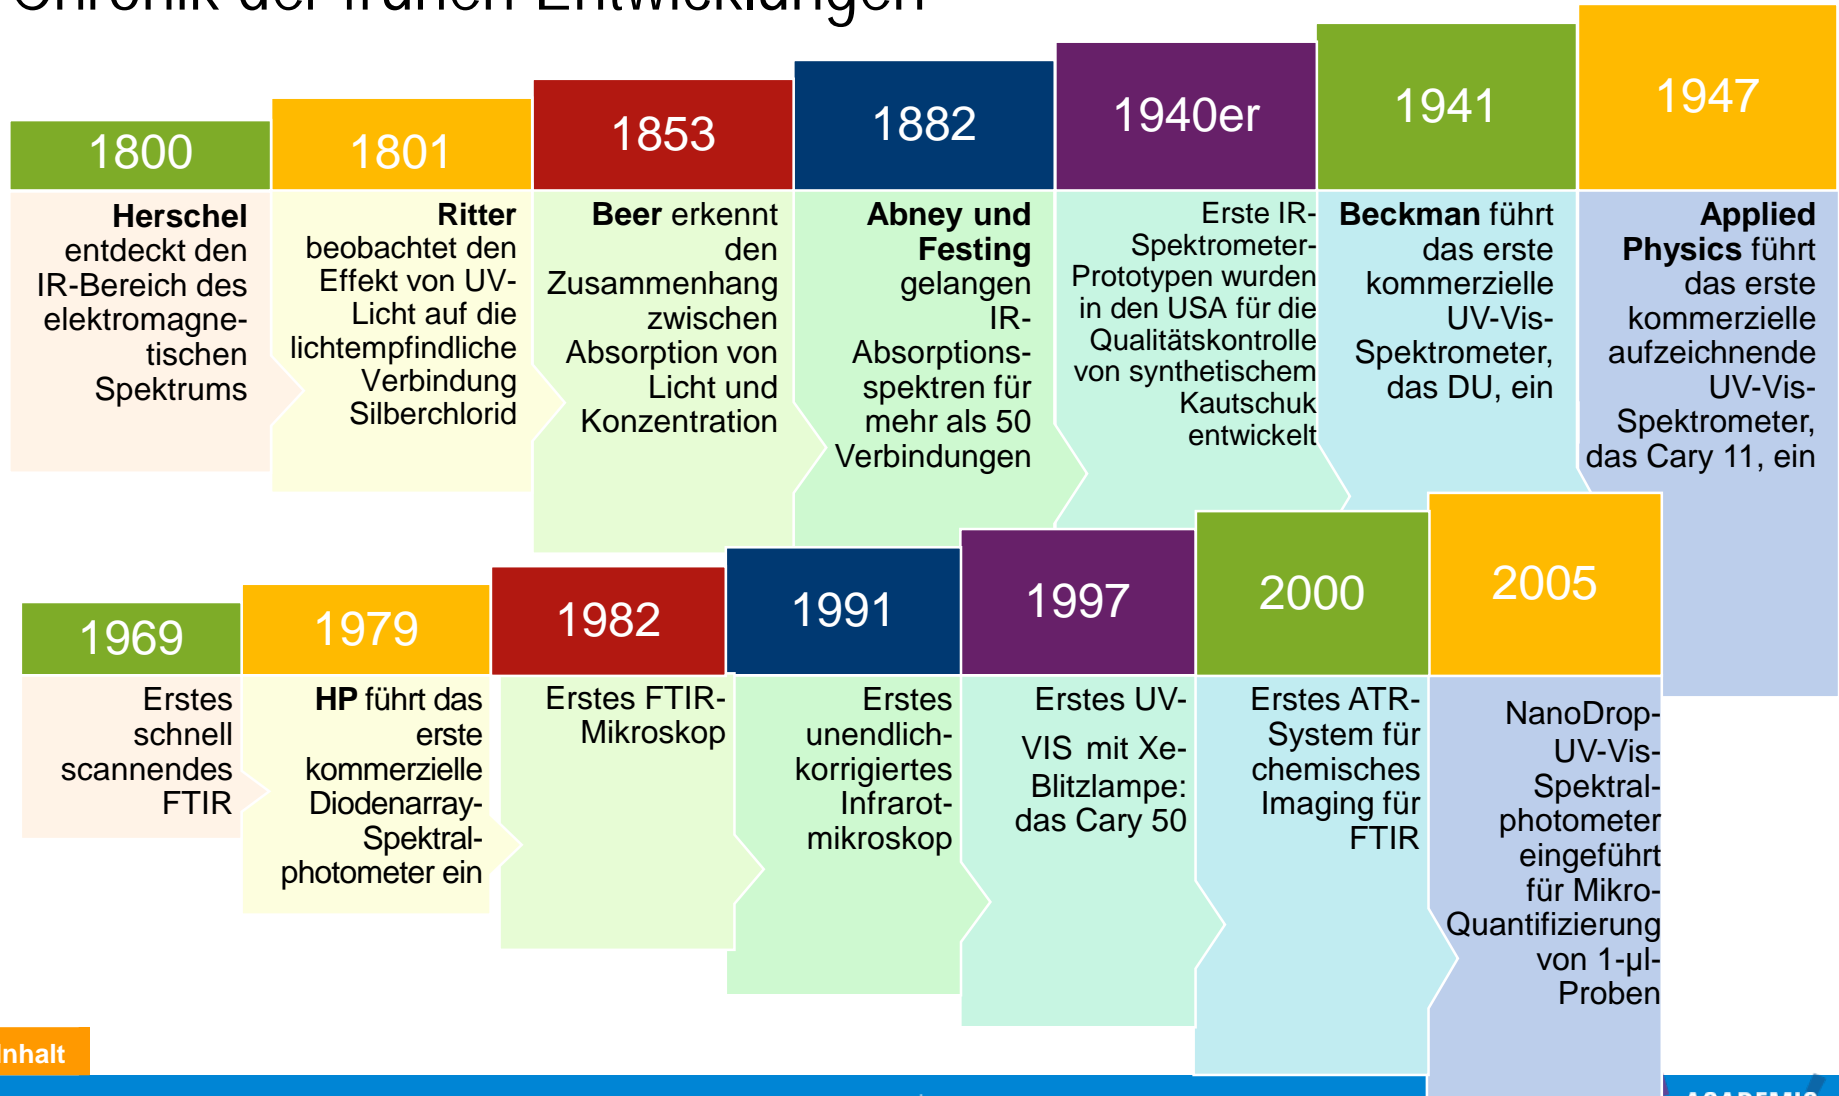 Chronik der frühen Entwicklungen
1800
Herschel
entdeckt den
IR-Bereich des
elektromagne-
tischen
Spektrums
1801
Ritter
beobachtet den
Effekt von UV-
Licht auf die
lichtempfindliche
Verbindung
Silberchlorid
1853
Beer erkennt
den
Zusammenhang
zwischen
Absorption von
Licht und
Konzentration
1882
Abney und
Festing
gelangen
IR-
Absorptions-
spektren für
mehr als 50
Verbindungen
1940er
Erste IR-
Spektrometer-
Prototypen wurden
in den USA für die
Qualitätskontrolle
von synthetischem
Kautschuk
entwickelt
1941
Beckman führt
das erste
kommerzielle
UV-Vis-
Spektrometer,
das DU, ein
1947
Applied
Physics führt
das erste
kommerzielle
aufzeichnende
UV-Vis-
Spektrometer,
das Cary 11, ein
1969
Erstes
schnell
scannendes
FTIR
1979
HP führt das
erste
kommerzielle
Diodenarray-
Spektral-
photometer ein
1982
Erstes FTIR-
Mikroskop
1991
Erstes
unendlich-
korrigiertes
Infrarot-
mikroskop
1997
Erstes UV-
VIS mit Xe-
Blitzlampe:
das Cary 50
2000
Erstes ATR-
System für
chemisches
Imaging für
FTIR
2005
NanoDrop-
UV-Vis-
Spektral-
photometer
eingeführt
für Mikro-
Quantifizierung
von 1-µl-
Proben
Inhalt
ACADEMIC